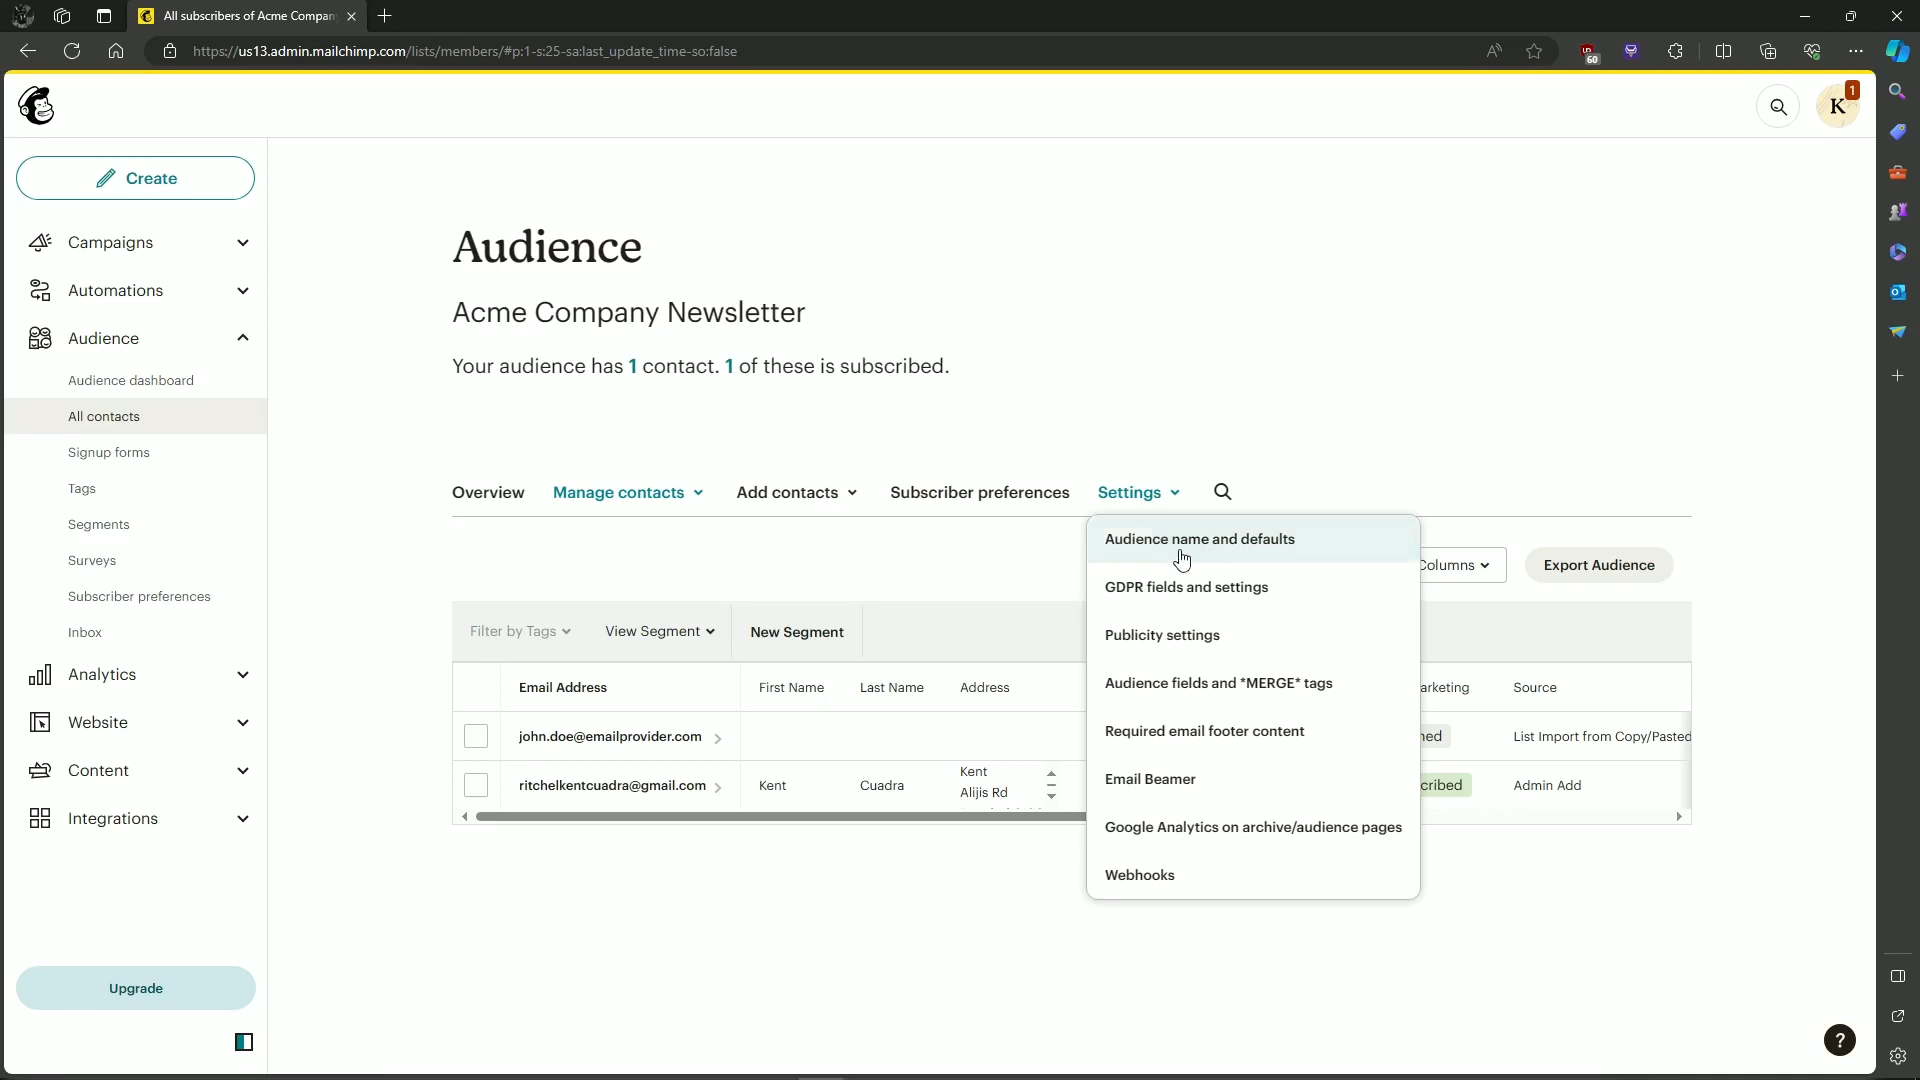 All subscribers of Acme Company
https://us13.admin.mailchimp.com/lists/members/#p:1-s:25-sa:last_update_time-so:false
60
K
1
Create
Campaigns
Automations
Audience
Audience dashboard
All contacts
Signup forms
Tags
Segments
Surveys
Subscriber preferences
Inbox
Analytics
Website
Content
Integrations
Upgrade
Audience
Acme Company Newsletter
Your audience has 1 contact. 1 of these is subscribed.
Overview Manage contacts Add contacts Subscriber preferences Settings
Audience name and defaults
GDPR fields and settings
Publicity settings
Audience fields and *MERGE* tags
Required email footer content
Email Beamer
Google Analytics on archive/audience pages
Webhooks
Columns Export Audience
Filter by Tags View Segment New Segment
Email Address First Name Last Name Address arketing Source
john.doe@emailprovider.com ned List Import from Copy/Pasted
ritchelkentcuadra@gmail.com Kent Cuadra Kent
Alijis Rd cribed Admin Add
?